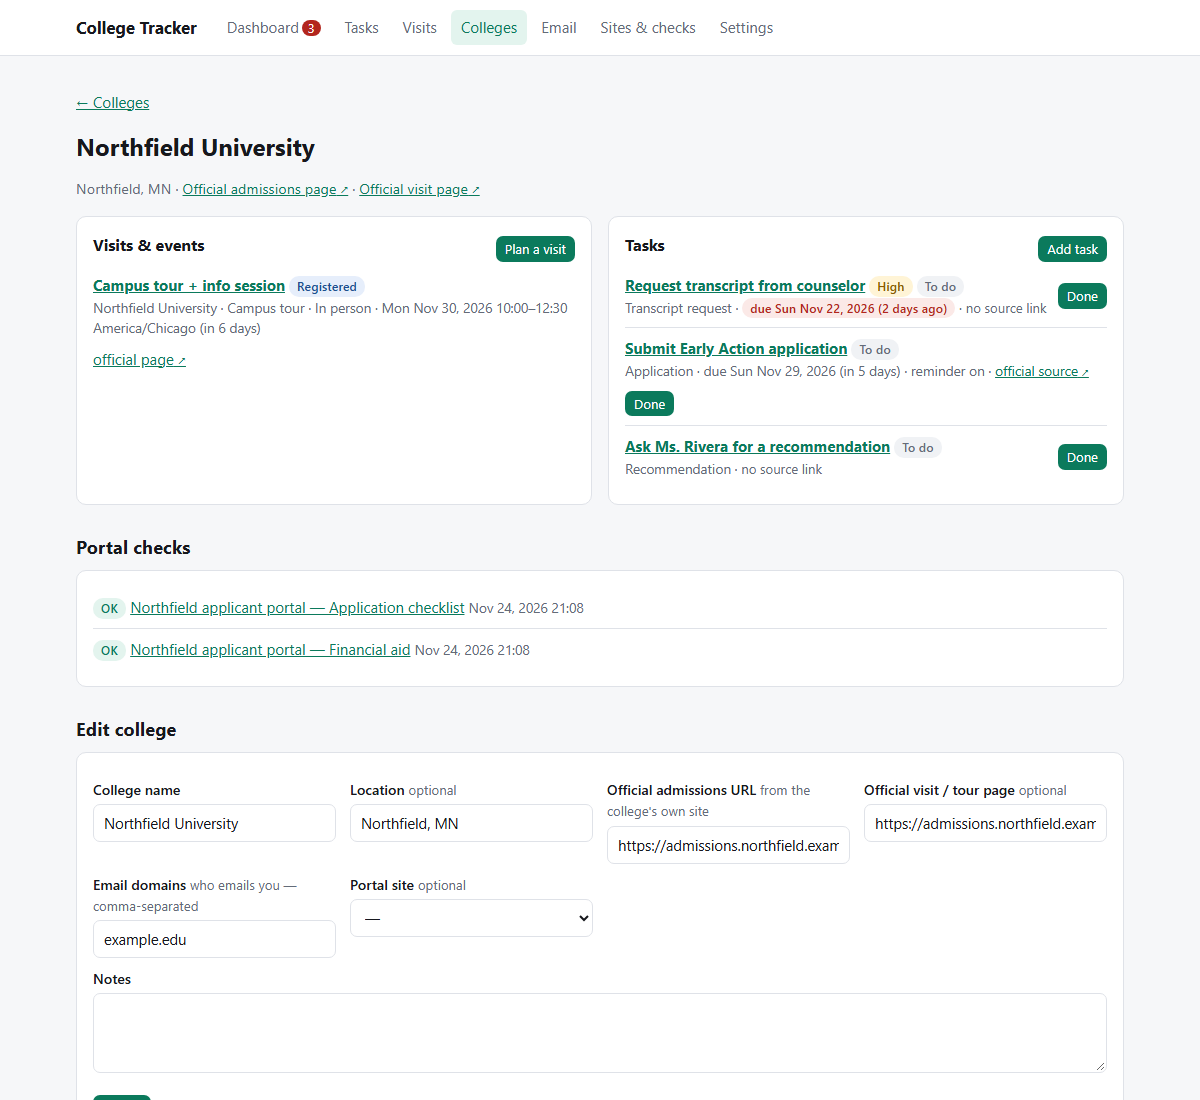 College Tracker Dashboard 3 Tasks Visits Colleges Email Sites & checks Settings
← Colleges
Northfield University
Northfield, MN · Official admissions page ↗ · Official visit page ↗
Visits & events
Plan a visit
Campus tour + info session Registered
Northfield University · Campus tour · In person · Mon Nov 30, 2026 10:00–12:30
America/Chicago (in 6 days)
official page ↗
Tasks
Add task
Request transcript from counselor High To do
Transcript request · due Sun Nov 22, 2026 (2 days ago) · no source link
Done
Submit Early Action application To do
Application · due Sun Nov 29, 2026 (in 5 days) · reminder on · official source ↗
Done
Ask Ms. Rivera for a recommendation To do
Recommendation · no source link
Done
Portal checks
OK Northfield applicant portal — Application checklist Nov 24, 2026 21:08
OK Northfield applicant portal — Financial aid Nov 24, 2026 21:08
Edit college
College name
Northfield University
Location optional
Northfield, MN
Official admissions URL from the
college's own site
https://admissions.northfield.exam
Official visit / tour page optional
https://admissions.northfield.exam
Email domains who emails you —
comma-separated
example.edu
Portal site optional
—
Notes